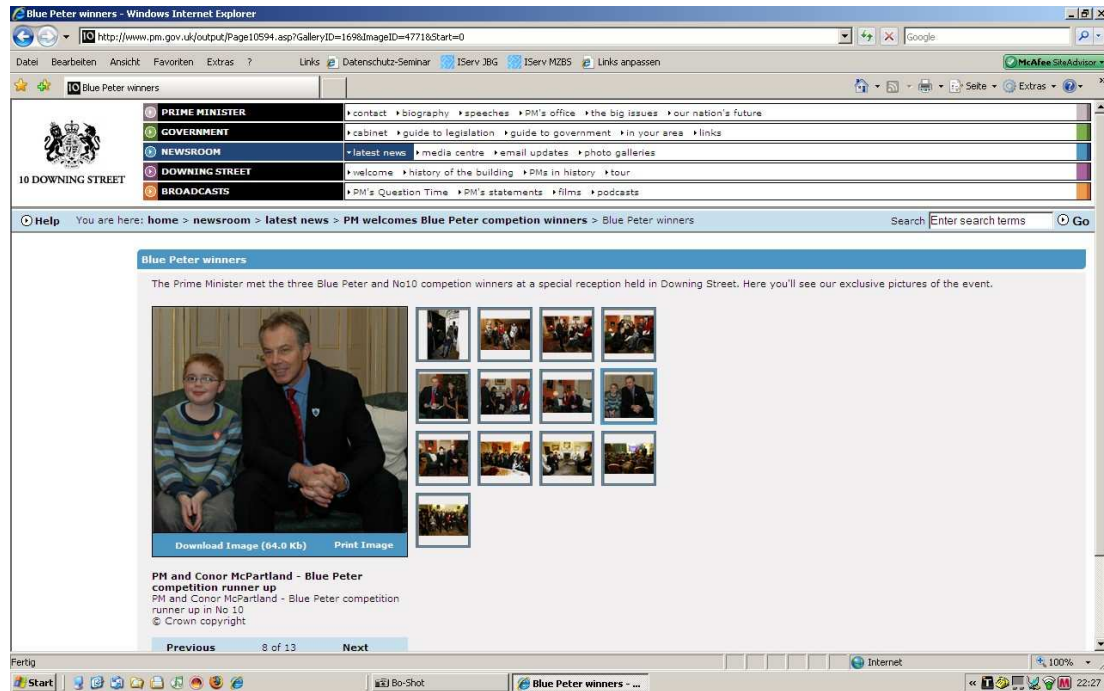 Blue Peter winners - Windows Internet Explorer
http://www.pm.gov.uk/output/Page10594.asp?GalleryID=169&ImageID=4771&Start=0
Google
Datei Bearbeiten Ansicht Favoriten Extras ?
Links Datenschutz-Seminar IServ JBG IServ MZBS Links anpassen
McAfee SiteAdvisor
Blue Peter winners
Seite Extras
10 DOWNING STREET
PRIME MINISTER contact biography speeches PM's office the big issues our nation's future
GOVERNMENT cabinet guide to legislation guide to government in your area links
NEWSROOM latest news media centre email updates photo galleries
DOWNING STREET welcome history of the building PMs in history tour
BROADCASTS PM's Question Time PM's statements films podcasts
Help You are here: home > newsroom > latest news > PM welcomes Blue Peter competion winners > Blue Peter winners Search Enter search terms Go
Blue Peter winners
The Prime Minister met the three Blue Peter and No10 competion winners at a special reception held in Downing Street. Here you'll see our exclusive pictures of the event.
Download Image (64.0 Kb) Print Image
PM and Conor McPartland - Blue Peter
competition runner up
PM and Conor McPartland - Blue Peter competition
runner up in No 10
© Crown copyright
Previous 8 of 13 Next
Fertig Internet 100%
Start Bo-Shot Blue Peter winners - ... 22:27